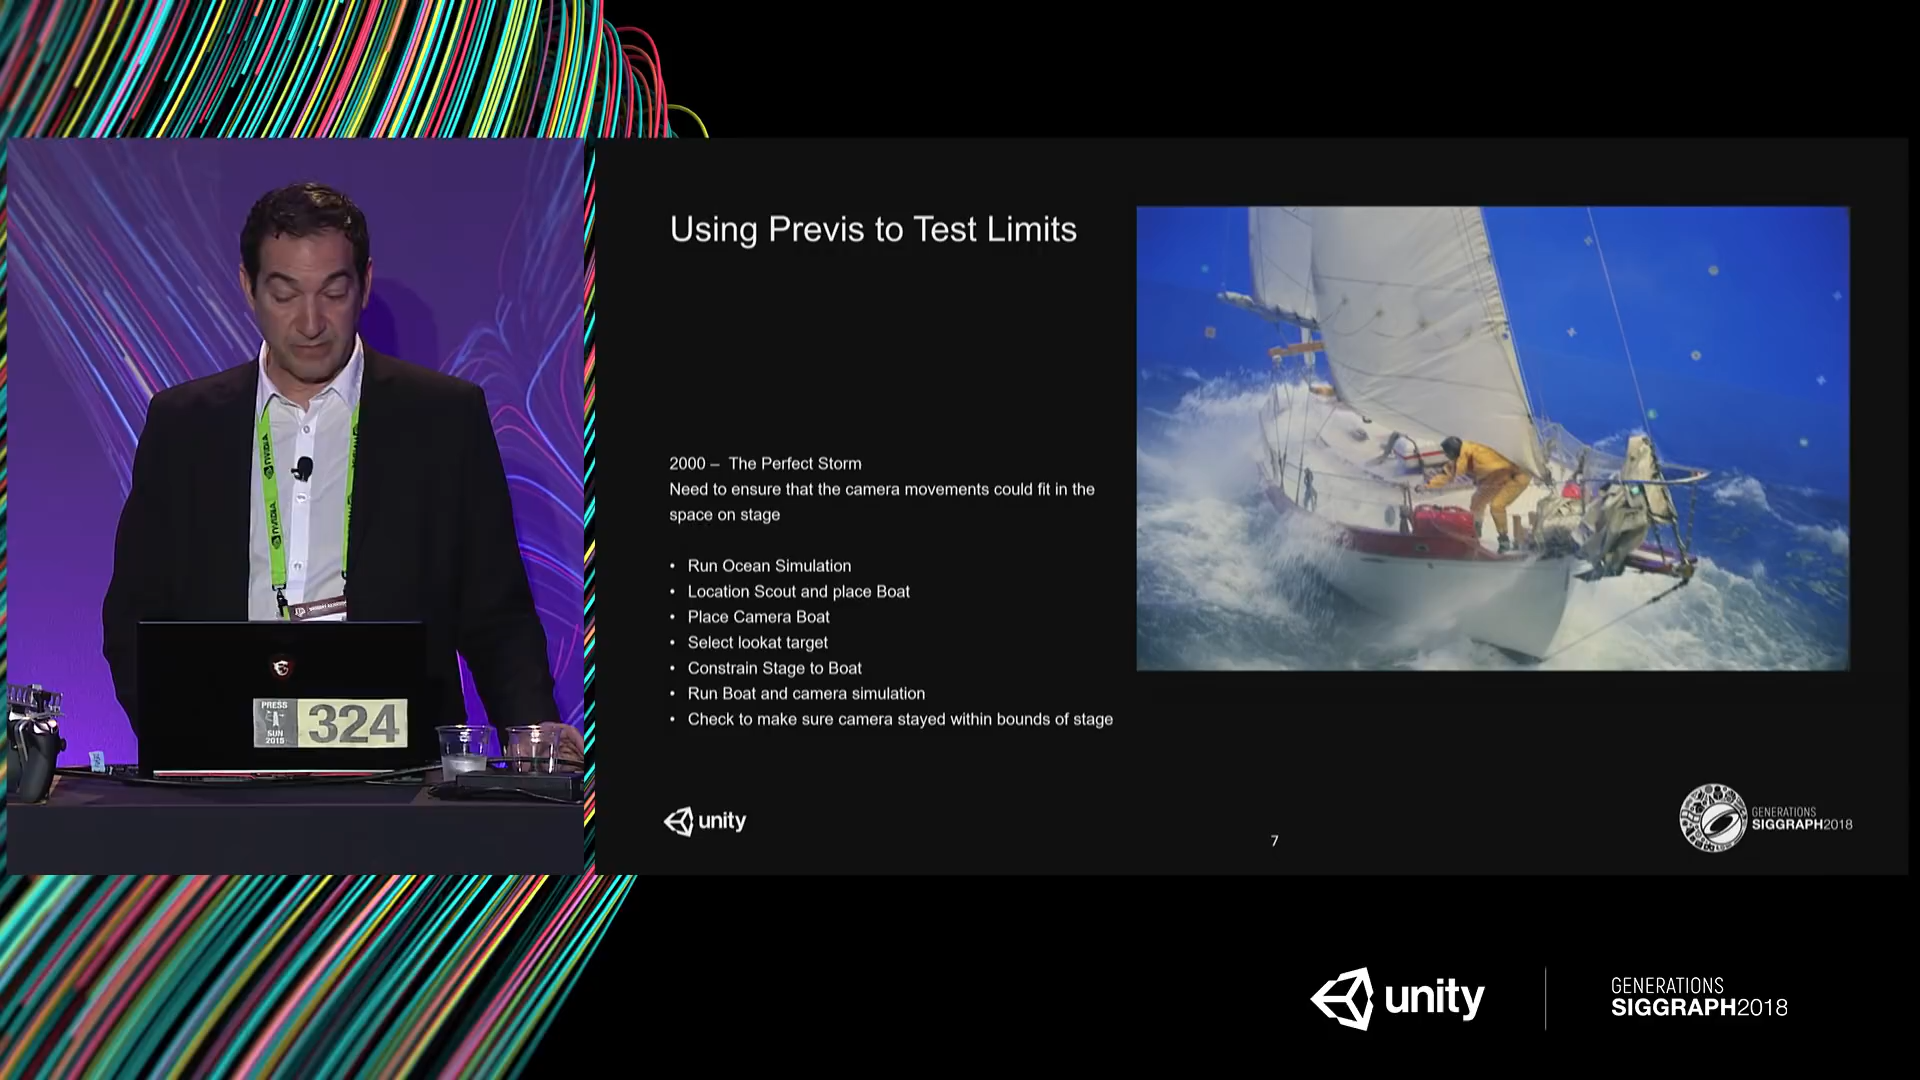 Using Previs to Test Limits
2000 – The Perfect Storm
Need to ensure that the camera movements could fit in the
space on stage
• Run Ocean Simulation
• Location Scout and place Boat
• Place Camera Boat
• Select lookat target
• Constrain Stage to Boat
• Run Boat and camera simulation
• Check to make sure camera stayed within bounds of stage
unity
7
GENERATIONS
SIGGRAPH2018
NVIDIA
NVIDIA
PRESS
SUN
2015
324
unity
GENERATIONS
SIGGRAPH2018